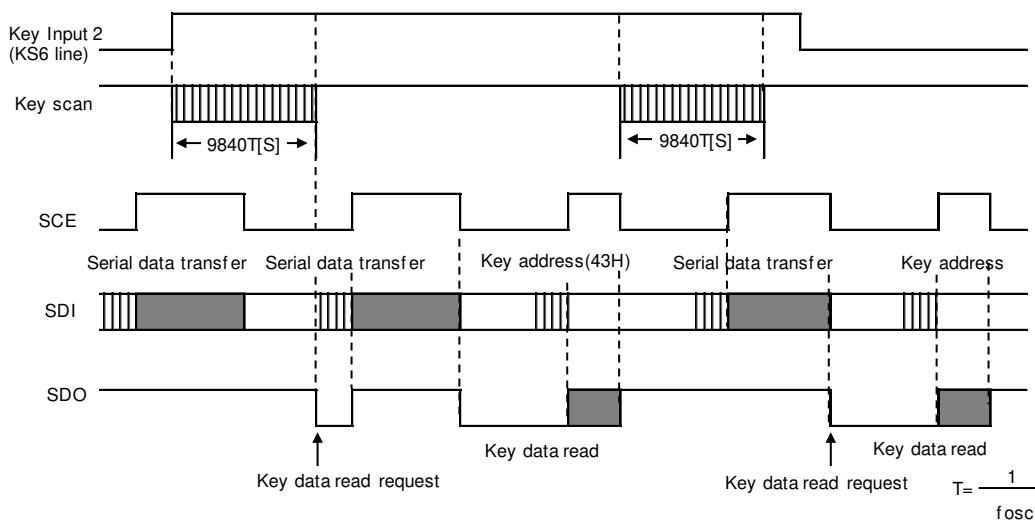 Key Input 2
(KS6 line)
Key scan
9840T[S]
9840T[S]
SCE
Serial data transfer
Serial data transfer
Key address(43H)
Serial data transfer
Key address
SDI
SDO
Key data read
Key data read
Key data read request
Key data read request
T= 1
fosc